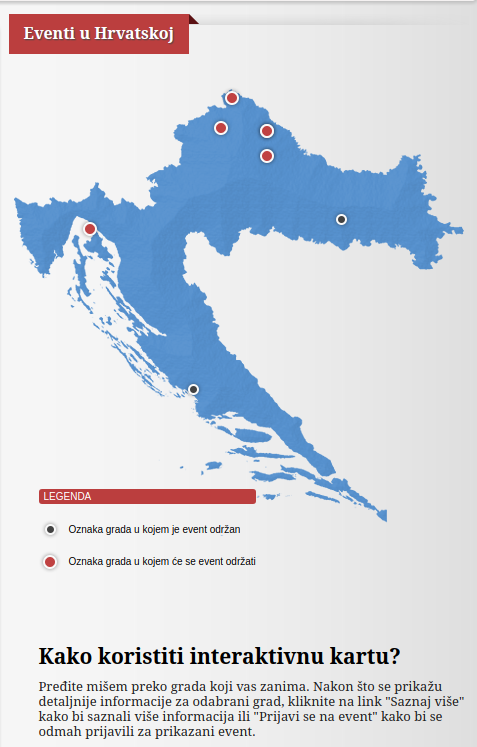 Eventi u Hrvatskoj
LEGENDA
Oznaka grada u kojem je event održan
Oznaka grada u kojem će se event održati
Kako koristiti interaktivnu kartu?
Pređite mišem preko grada koji vas zanima. Nakon što se prikažu
detaljnije informacije za odabrani grad, kliknite na link "Saznaj više"
kako bi saznali više informacija ili "Prijavi se na event" kako bi se
odmah prijavili za prikazani event.